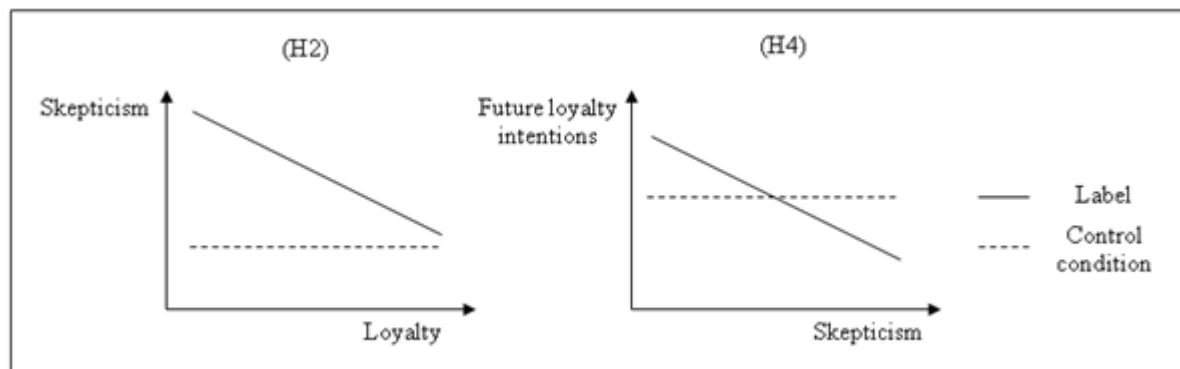 (H2)
Skepticism
Loyalty
(H4)
Future loyalty
intentions
Skepticism
Label
Control
condition